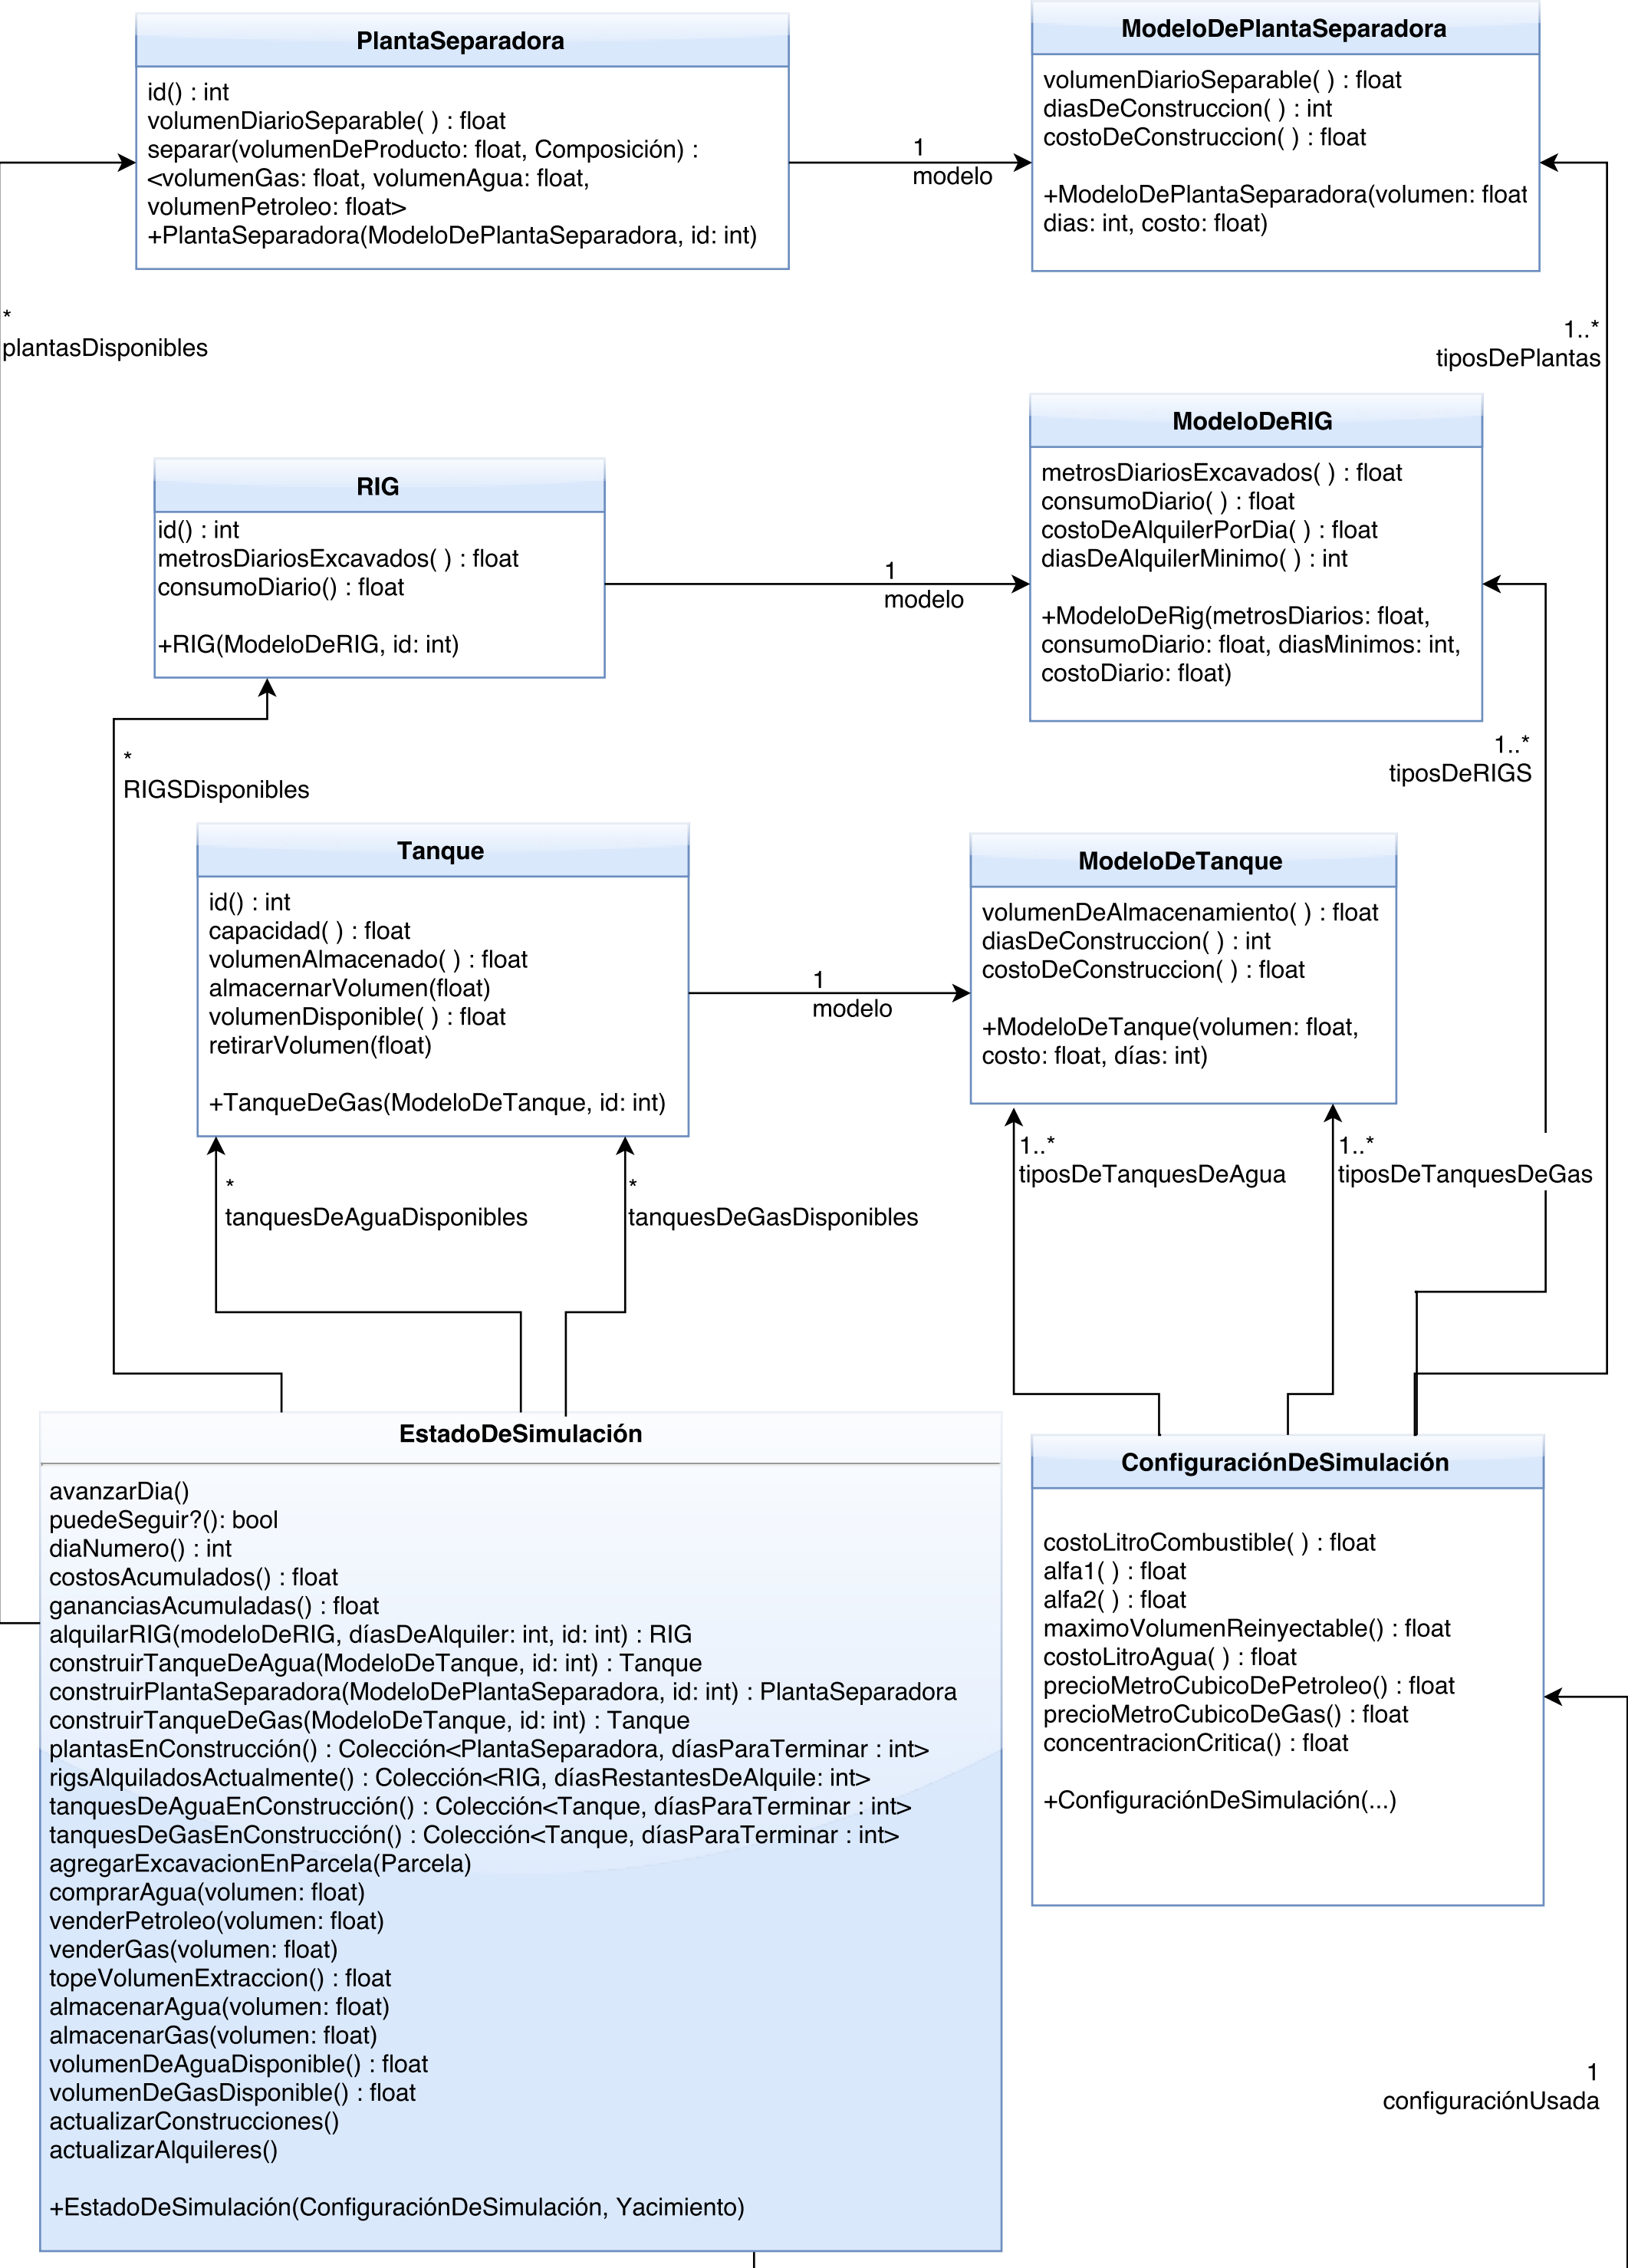 PlantaSeparadora
id() : int
volumenDiarioSeparable( ) : float
separar(volumenDeProducto: float, Composición) :
<volumenGas: float, volumenAgua: float,
volumenPetroleo: float>
+PlantaSeparadora(ModeloDePlantaSeparadora, id: int)
1
modelo
ModeloDePlantaSeparadora
volumenDiarioSeparable( ) : float
diasDeConstruccion( ) : int
costoDeConstruccion( ) : float
+ModeloDePlantaSeparadora(volumen: float
dias: int, costo: float)
*
plantasDisponibles
1..*
tiposDePlantas
RIG
id() : int
metrosDiariosExcavados( ) : float
consumoDiario() : float
+RIG(ModeloDeRIG, id: int)
1
modelo
ModeloDeRIG
metrosDiariosExcavados( ) : float
consumoDiario( ) : float
costoDeAlquilerPorDia( ) : float
diasDeAlquilerMinimo( ) : int
+ModeloDeRig(metrosDiarios: float,
consumoDiario: float, diasMinimos: int,
costoDiario: float)
*
RIGSDisponibles
1..*
tiposDeRIGS
Tanque
id() : int
capacidad( ) : float
volumenAlmacenado( ) : float
almacernarVolumen(float)
volumenDisponible( ) : float
retirarVolumen(float)
+TanqueDeGas(ModeloDeTanque, id: int)
1
modelo
ModeloDeTanque
volumenDeAlmacenamiento( ) : float
diasDeConstruccion( ) : int
costoDeConstruccion( ) : float
+ModeloDeTanque(volumen: float,
costo: float, días: int)
*
tanquesDeAguaDisponibles
*
tanquesDeGasDisponibles
1..*
tiposDeTanquesDeAgua
1..*
tiposDeTanquesDeGas
EstadoDeSimulación
avanzarDia()
puedeSeguir?(): bool
diaNumero() : int
costosAcumulados() : float
gananciasAcumuladas() : float
alquilarRIG(modeloDeRIG, díasDeAlquiler: int, id: int) : RIG
construirTanqueDeAgua(ModeloDeTanque, id: int) : Tanque
construirPlantaSeparadora(ModeloDePlantaSeparadora, id: int) : PlantaSeparadora
construirTanqueDeGas(ModeloDeTanque, id: int) : Tanque
plantasEnConstrucción() : Colección<PlantaSeparadora, díasParaTerminar : int>
rigsAlquiladosActualmente() : Colección<RIG, díasRestantesDeAlquile: int>
tanquesDeAguaEnConstrucción() : Colección<Tanque, díasParaTerminar : int>
tanquesDeGasEnConstrucción() : Colección<Tanque, díasParaTerminar : int>
agregarExcavacionEnParcela(Parcela)
comprarAgua(volumen: float)
venderPetroleo(volumen: float)
venderGas(volumen: float)
topeVolumenExtraccion() : float
almacenarAgua(volumen: float)
almacenarGas(volumen: float)
volumenDeAguaDisponible() : float
volumenDeGasDisponible() : float
actualizarConstrucciones()
actualizarAlquileres()
+EstadoDeSimulación(ConfiguraciónDeSimulación, Yacimiento)
ConfiguraciónDeSimulación
costoLitroCombustible( ) : float
alfa1( ) : float
alfa2( ) : float
maximoVolumenReinyectable() : float
costoLitroAgua( ) : float
precioMetroCubicoDePetroleo() : float
precioMetroCubicoDeGas() : float
concentracionCritica() : float
+ConfiguraciónDeSimulación(...)
1
configuraciónUsada